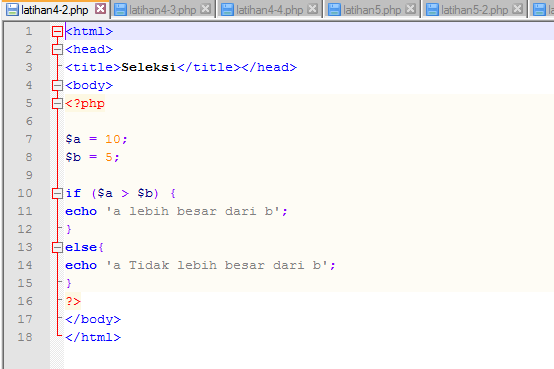 latihan4-2.php latihan4-3.php latihan4-4.php latihan5.php latihan5-2.php
1 <html>
2 <head>
3 <title>Seleksi</title></head>
4 <body>
5 <?php
6
7 $a = 10;
8 $b = 5;
9
10 if ($a > $b) {
11 echo 'a lebih besar dari b';
12 }
13 else{
14 echo 'a Tidak lebih besar dari b';
15 }
16 ?>
17 </body>
18 </html>